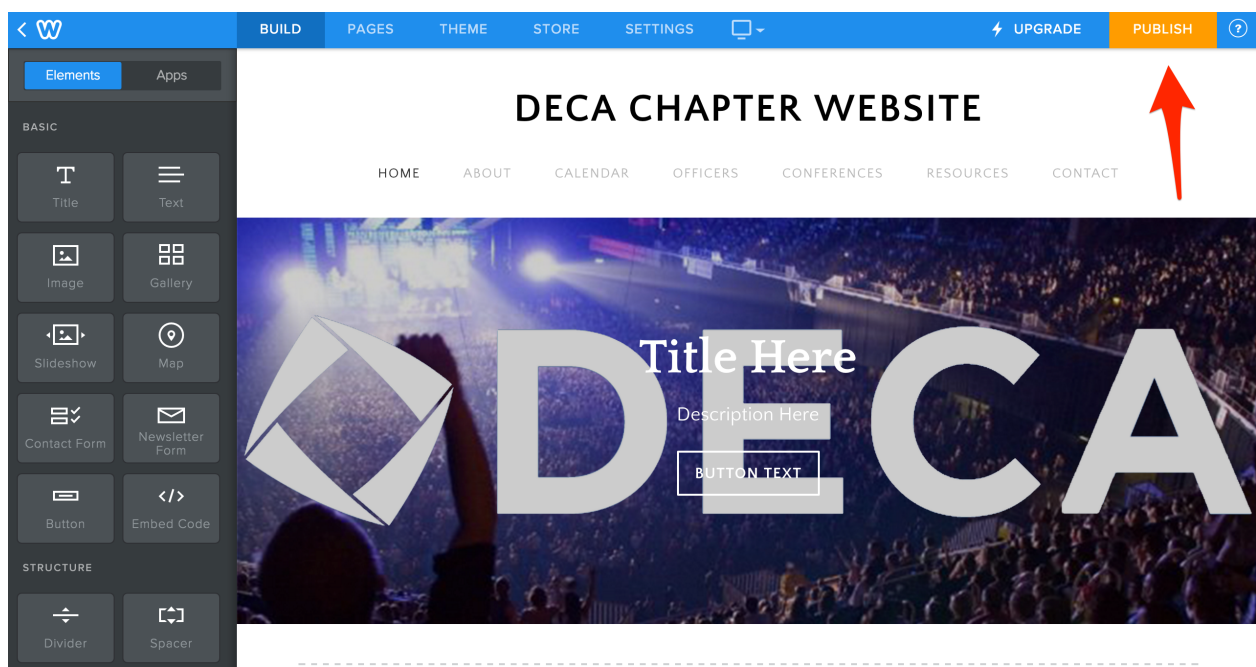 BUILD PAGES THEME STORE SETTINGS UPGRADE PUBLISH ?
Elements Apps
BASIC
Title Text
Image Gallery
Slideshow Map
Contact Form Newsletter Form
Button </> Embed Code
STRUCTURE
Divider Spacer
DECA CHAPTER WEBSITE
HOME ABOUT CALENDAR OFFICERS CONFERENCES RESOURCES CONTACT
DECA
Title Here
Description Here
BUTTON TEXT